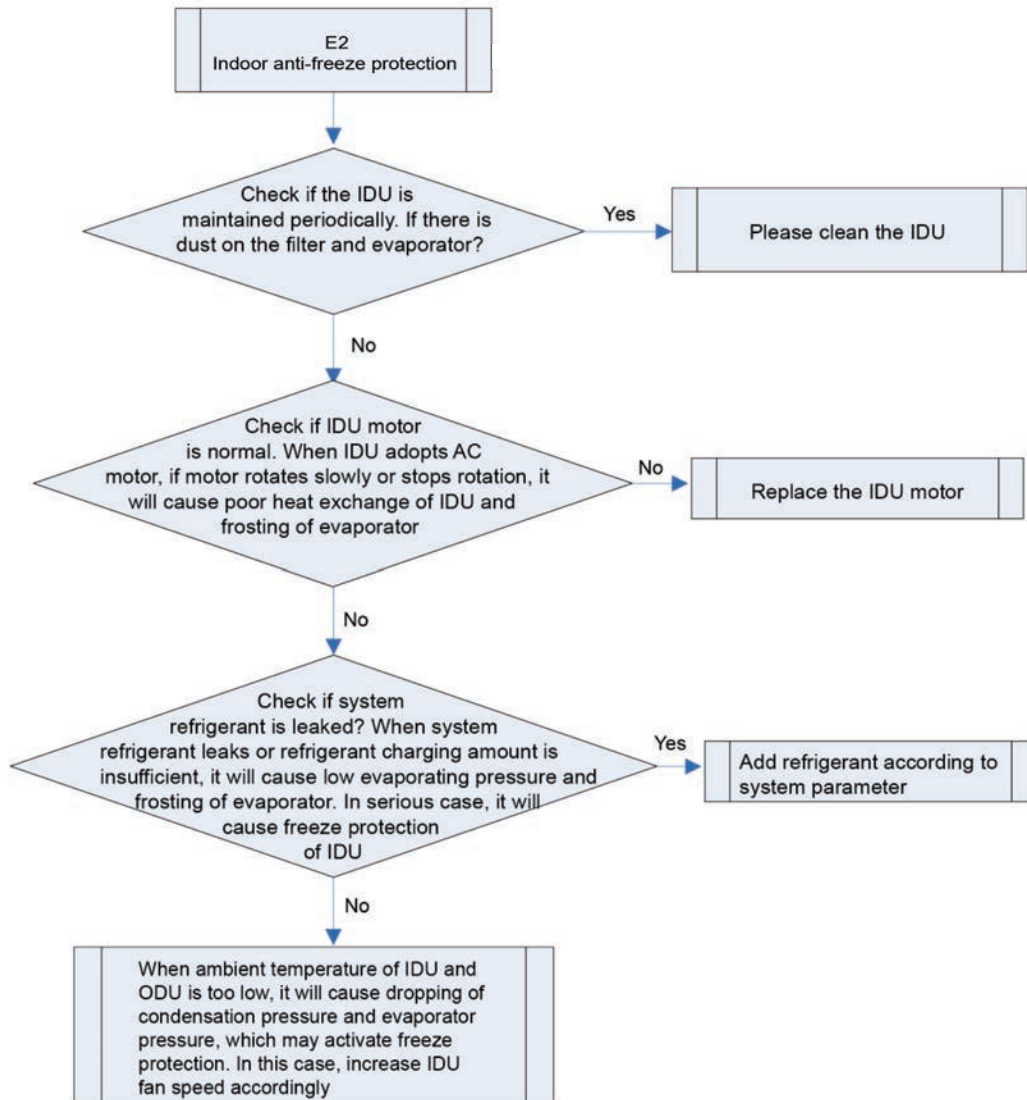 E2
Indoor anti-freeze protection
Check if the IDU is
maintained periodically. If there is
dust on the filter and evaporator?
Yes
Please clean the IDU
No
Check if IDU motor
is normal. When IDU adopts AC
motor, if motor rotates slowly or stops rotation, it
will cause poor heat exchange of IDU and
frosting of evaporator
No
Replace the IDU motor
No
Check if system
refrigerant is leaked? When system
refrigerant leaks or refrigerant charging amount is
insufficient, it will cause low evaporating pressure and
frosting of evaporator. In serious case, it will
cause freeze protection
of IDU
Yes
Add refrigerant according to
system parameter
No
When ambient temperature of IDU and
ODU is too low, it will cause dropping of
condensation pressure and evaporator
pressure, which may activate freeze
protection. In this case, increase IDU
fan speed accordingly